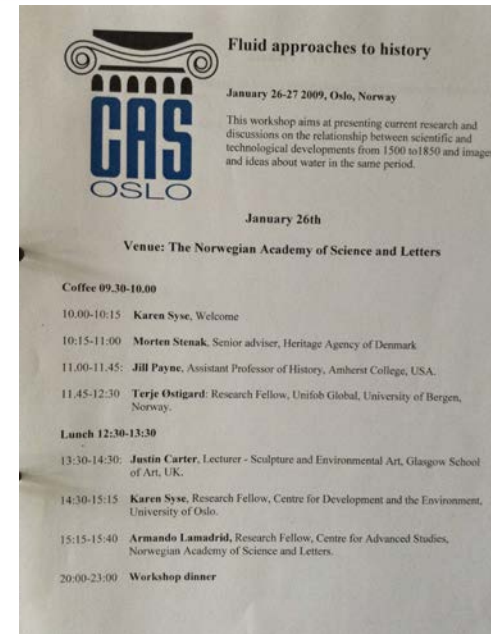 CAS
OSLO
Fluid approaches to history
January 26-27 2009, Oslo, Norway
This workshop aims at presenting current research and
discussions on the relationship between scientific and
technological developments from 1500 to1850 and images
and ideas about water in the same period.
January 26th
Venue: The Norwegian Academy of Science and Letters
Coffee 09.30-10.00
10.00-10:15 Karen Syse, Welcome
10:15-11:00 Morten Stenak, Senior adviser, Heritage Agency of Denmark
11.00-11.45: Jill Payne, Assistant Professor of History, Amherst College, USA.
11.45-12:30 Terje Ostigard: Research Fellow, Unifob Global, University of Bergen,
Norway.
Lunch 12:30-13:30
13:30-14:30: Justin Carter, Lecturer - Sculpture and Environmental Art, Glasgow School
of Art, UK.
14:30-15:15 Karen Syse, Research Fellow, Centre for Development and the Environment,
University of Oslo.
15:15-15:40 Armando Lamadrid, Research Fellow, Centre for Advanced Studies,
Norwegian Academy of Science and Letters.
20:00-23:00 Workshop dinner